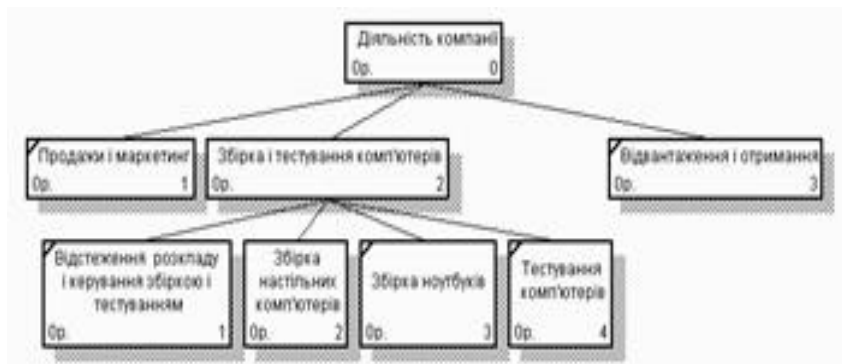 Діяльність компанії
0р. 0
Продажи і маркетинг
0р. 1
Збірка і тестування комп'ютерів
0р. 2
Відвантаження і отримання
0р. 3
Відстеження розкладу
і керування збіркою і
тестуванням
0р. 1
Збірка
настільних
комп'ютерів
0р. 2
Збірка ноутбуків
0р. 3
Тестування
комп'ютерів
0р. 4